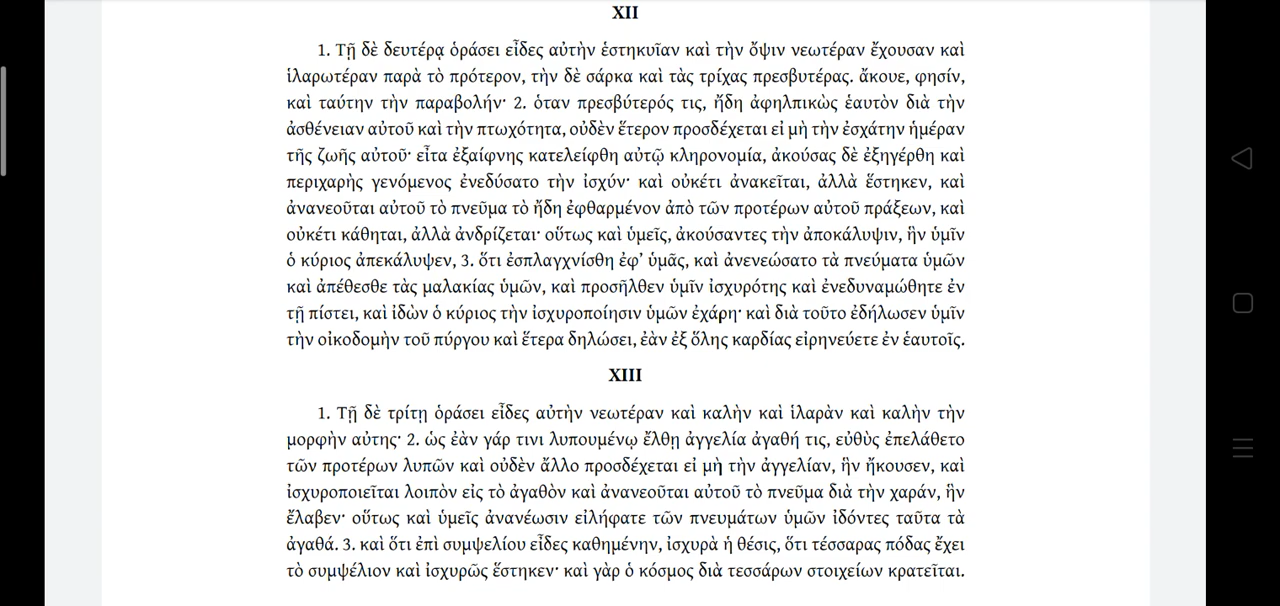 XII
1. Τῇ δὲ δευτέρᾳ ὁράσει εἶδες αὐτὴν ἑστηκυῖαν καὶ τὴν ὄψιν νεωτέραν ἔχουσαν καὶ
ἱλαρωτέραν παρὰ τὸ πρότερον, τὴν δὲ σάρκα καὶ τὰς τρίχας πρεσβυτέρας. ἄκουε, φησίν,
καὶ ταύτην τὴν παραβολήν· 2. ὁταν πρεσβύτερός τις, ἤδη ἀφηλπικὼς ἑαυτὸν διὰ τὴν
ἀσθένειαν αὐτοῦ καὶ τὴν πτωχότητα, οὐδὲν ἕτερον προσδέχεται εἰ μὴ τὴν ἐσχάτην ἡμέραν
τῆς ζωῆς αὐτοῦ· εἶτα ἐξαίφνης κατελείφθη αὐτῷ κληρονομία, ἀκούσας δὲ ἐξηγέρθη καὶ
περιχαρὴς γενόμενος ἐνεδύσατο τὴν ἰσχύν· καὶ οὐκέτι ἀνακεῖται, ἀλλὰ ἕστηκεν, καὶ
ἀνανεοῦται αὐτοῦ τὸ πνεῦμα τὸ ἤδη ἐφθαρμένον ἀπὸ τῶν προτέρων αὐτοῦ πράξεων, καὶ
οὐκέτι κάθηται, ἀλλὰ ἀνδρίζεται· οὕτως καὶ ὑμεῖς, ἀκούσαντες τὴν ἀποκάλυψιν, ἣν ὑμῖν
ὁ κύριος ἀπεκάλυψεν, 3. ὅτι ἐσπλαγχνίσθη ἐφ’ ὑμᾶς, καὶ ἀνενεώσατο τὰ πνεύματα ὑμῶν
καὶ ἀπέθεσθε τὰς μαλακίας ὑμῶν, καὶ προσῆλθεν ὑμῖν ἰσχυρότης καὶ ἐνεδυναμώθητε ἐν
τῇ πίστει, καὶ ἰδὼν ὁ κύριος τὴν ἰσχυροποίησιν ὑμῶν ἐχάρη· καὶ διὰ τοῦτο ἐδήλωσεν ὑμῖν
τὴν οἰκοδομὴν τοῦ πύργου καὶ ἕτερα δηλώσει, ἐὰν ἐξ ὅλης καρδίας εἰρηνεύετε ἐν ἑαυτοῖς.
XIII
1. Τῇ δὲ τρίτῃ ὁράσει εἶδες αὐτὴν νεωτέραν καὶ καλὴν καὶ ἱλαρὰν καὶ καλὴν τὴν
μορφὴν αὐτης· 2. ὡς ἐὰν γάρ τινι λυπουμένῳ ἔλθῃ ἀγγελία ἀγαθή τις, εὐθὺς ἐπελάθετο
τῶν προτέρων λυπῶν καὶ οὐδὲν ἄλλο προσδέχεται εἰ μὴ τὴν ἀγγελίαν, ἣν ἤκουσεν, καὶ
ἰσχυροποιεῖται λοιπὸν εἰς τὸ ἀγαθὸν καὶ ἀνανεοῦται αὐτοῦ τὸ πνεῦμα διὰ τὴν χαράν, ἣν
ἔλαβεν· οὕτως καὶ ὑμεῖς ἀνανέωσιν εἰλήφατε τῶν πνευμάτων ὑμῶν ἰδόντες ταῦτα τὰ
ἀγαθά. 3. καὶ ὅτι ἐπὶ συμψελίου εἶδες καθημένην, ἰσχυρὰ ἡ θέσις, ὅτι τέσσαρας πόδας ἔχει
τὸ συμψέλιον καὶ ἰσχυρῶς ἕστηκεν· καὶ γὰρ ὁ κόσμος διὰ τεσσάρων στοιχείων κρατεῖται.